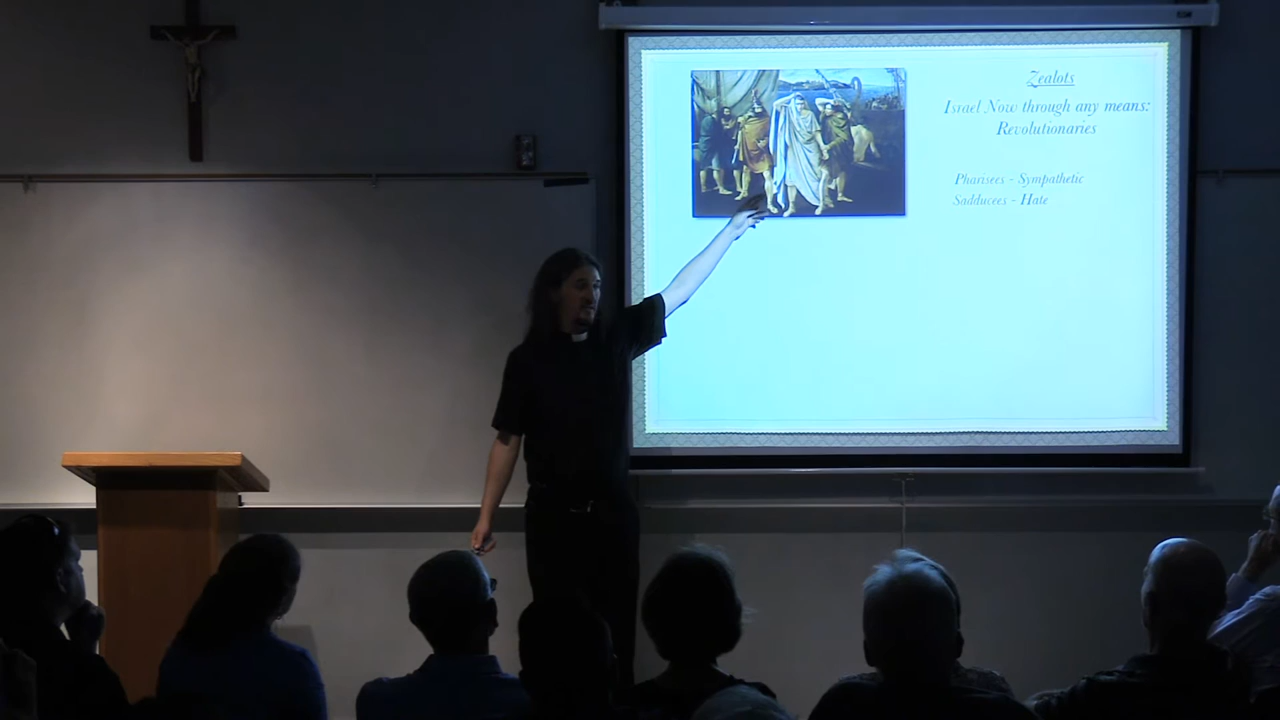 Zealots
Israel Now through any means:
Revolutionaries
Pharisees - Sympathetic
Sadducees - Hate